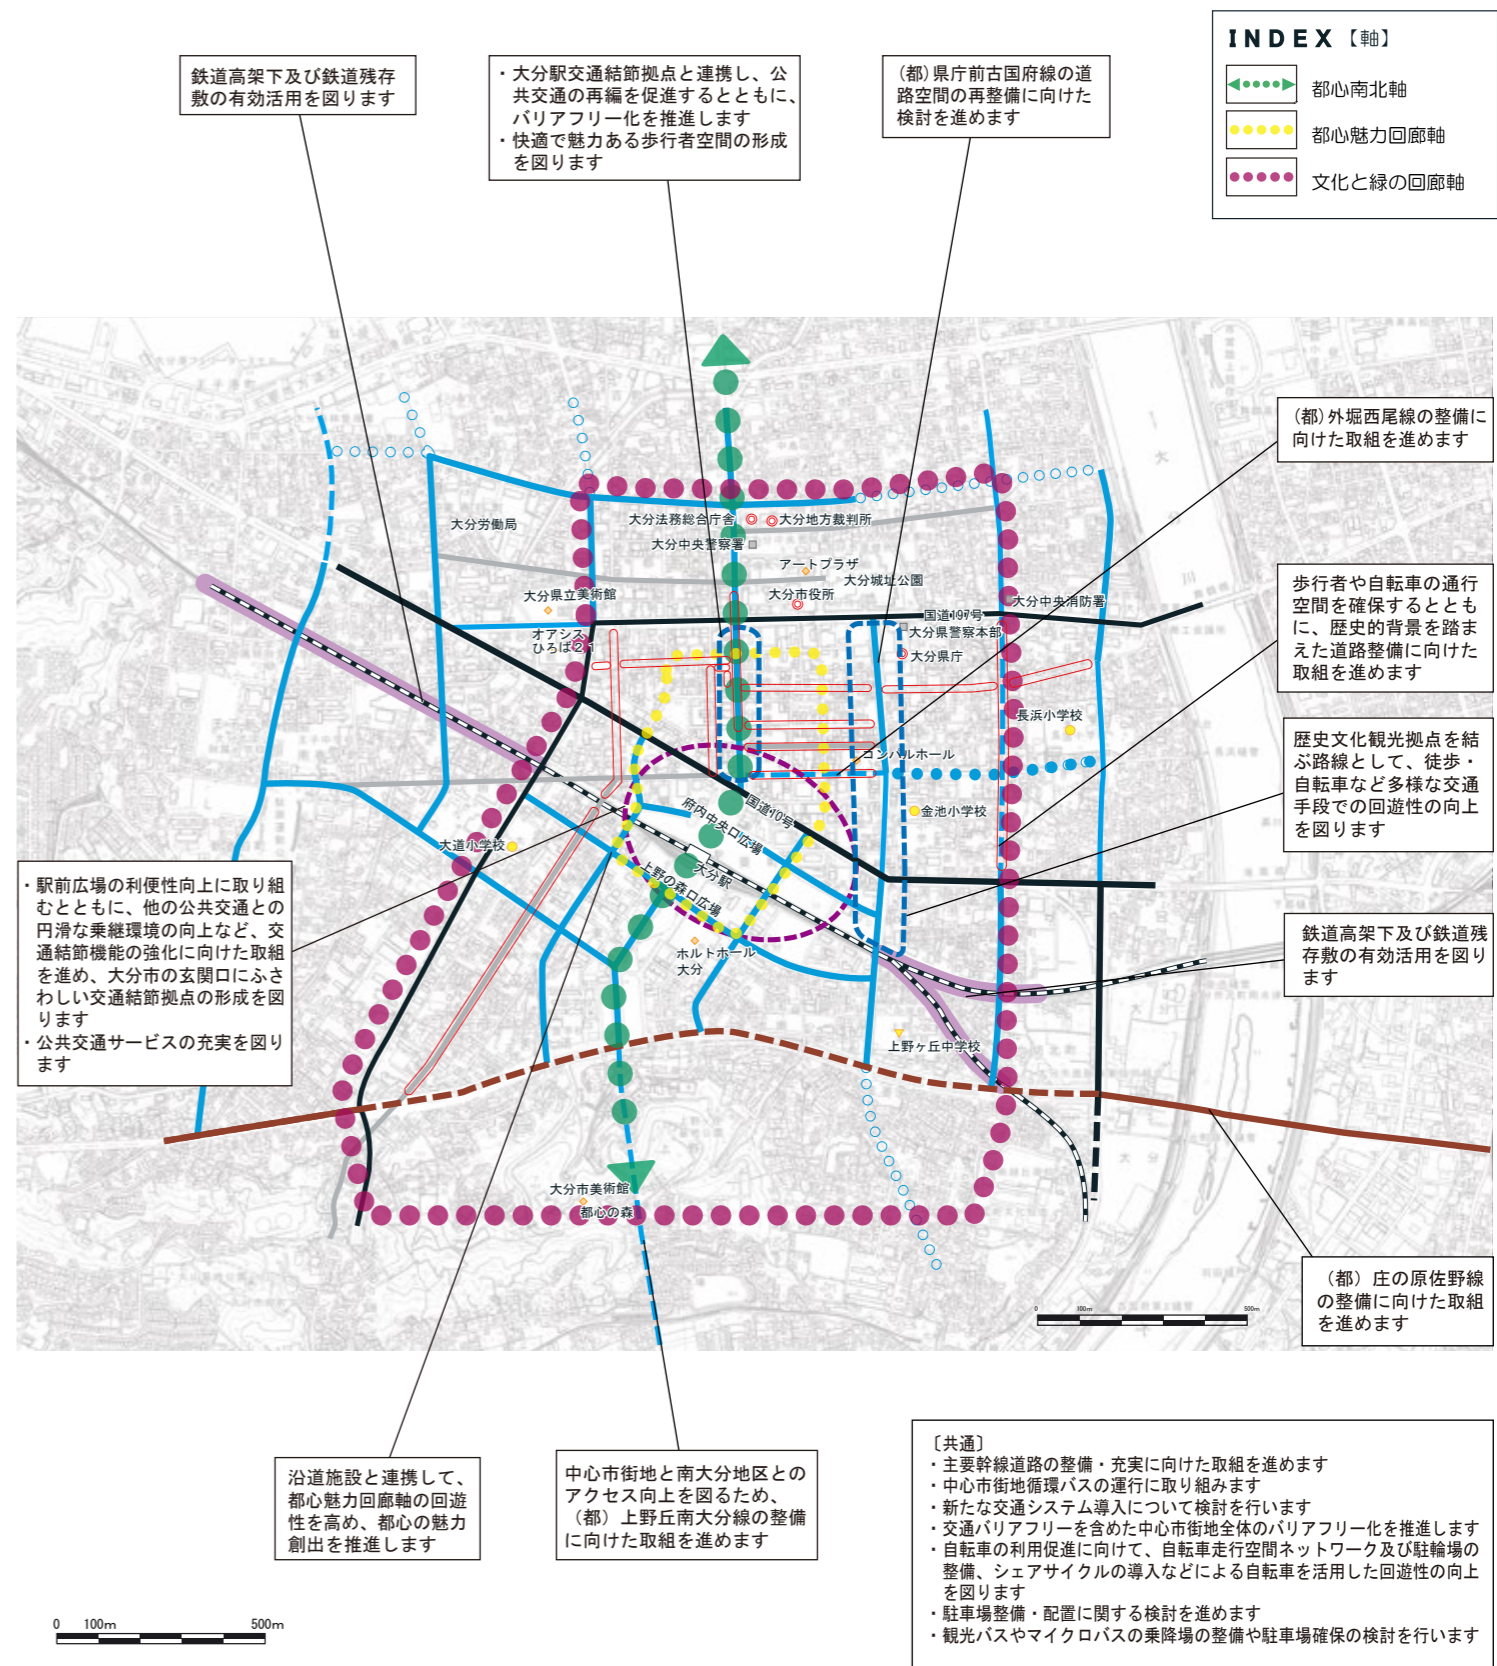 INDEX【軸】
都心南北軸
都心魅力回廊軸
文化と緑の回廊軸
鉄道高架下及び鉄道残存
敷の有効活用を図ります
・大分駅交通結節拠点と連携し、公
共交通の再編を促進するとともに、
バリアフリー化を推進します
・快適で魅力ある歩行者空間の形成
を図ります
(都)県庁前古国府線の道
路空間の再整備に向けた
検討を進めます
(都)外堀西尾線の整備に
向けた取組を進めます
歩行者や自転車の通行
空間を確保するととも
に、歴史的背景を踏ま
えた道路整備に向けた
取組を進めます
歴史文化観光拠点を結
ぶ路線として、徒歩・
自転車など多様な交通
手段での回遊性の向上
を図ります
鉄道高架下及び鉄道残
存敷の有効活用を図り
ます
(都)庄の原佐野線
の整備に向けた取組
を進めます
・駅前広場の利便性向上に取り組
むとともに、他の公共交通との
円滑な乗継環境の向上など、交
通結節機能の強化に向けた取組
を進め、大分市の玄関口にふさ
わしい交通結節拠点の形成を図
ります
・公共交通サービスの充実を図り
ます
大分労働局
大分法務総合庁舎
大分地方裁判所
大分中央警察署
アートプラザ
大分城址公園
大分県立美術館
大分市役所
大分中央消防署
国道197号
大分県警察本部
オアシス
ひろば21
大分県庁
長浜小学校
コンパルホール
国道10号
府内中央口広場
金池小学校
大道小学校
大分駅
上野の森口広場
ホルトホール
大分
上野ヶ丘中学校
大分市美術館
都心の森
0 100m 500m
沿道施設と連携して、
都心魅力回廊軸の回遊
性を高め、都心の魅力
創出を推進します
中心市街地と南大分地区との
アクセス向上を図るため、
(都)上野丘南大分線の整備
に向けた取組を進めます
〔共通〕
・主要幹線道路の整備・充実に向けた取組を進めます
・中心市街地循環バスの運行に取り組みます
・新たな交通システム導入について検討を行います
・交通バリアフリーを含めた中心市街地全体のバリアフリー化を推進します
・自転車の利用促進に向けて、自転車走行空間ネットワーク及び駐輪場の
整備、シェアサイクルの導入などによる自転車を活用した回遊性の向上
を図ります
・駐車場整備・配置に関する検討を進めます
・観光バスやマイクロバスの乗降場の整備や駐車場確保の検討を行います
0 100m 500m